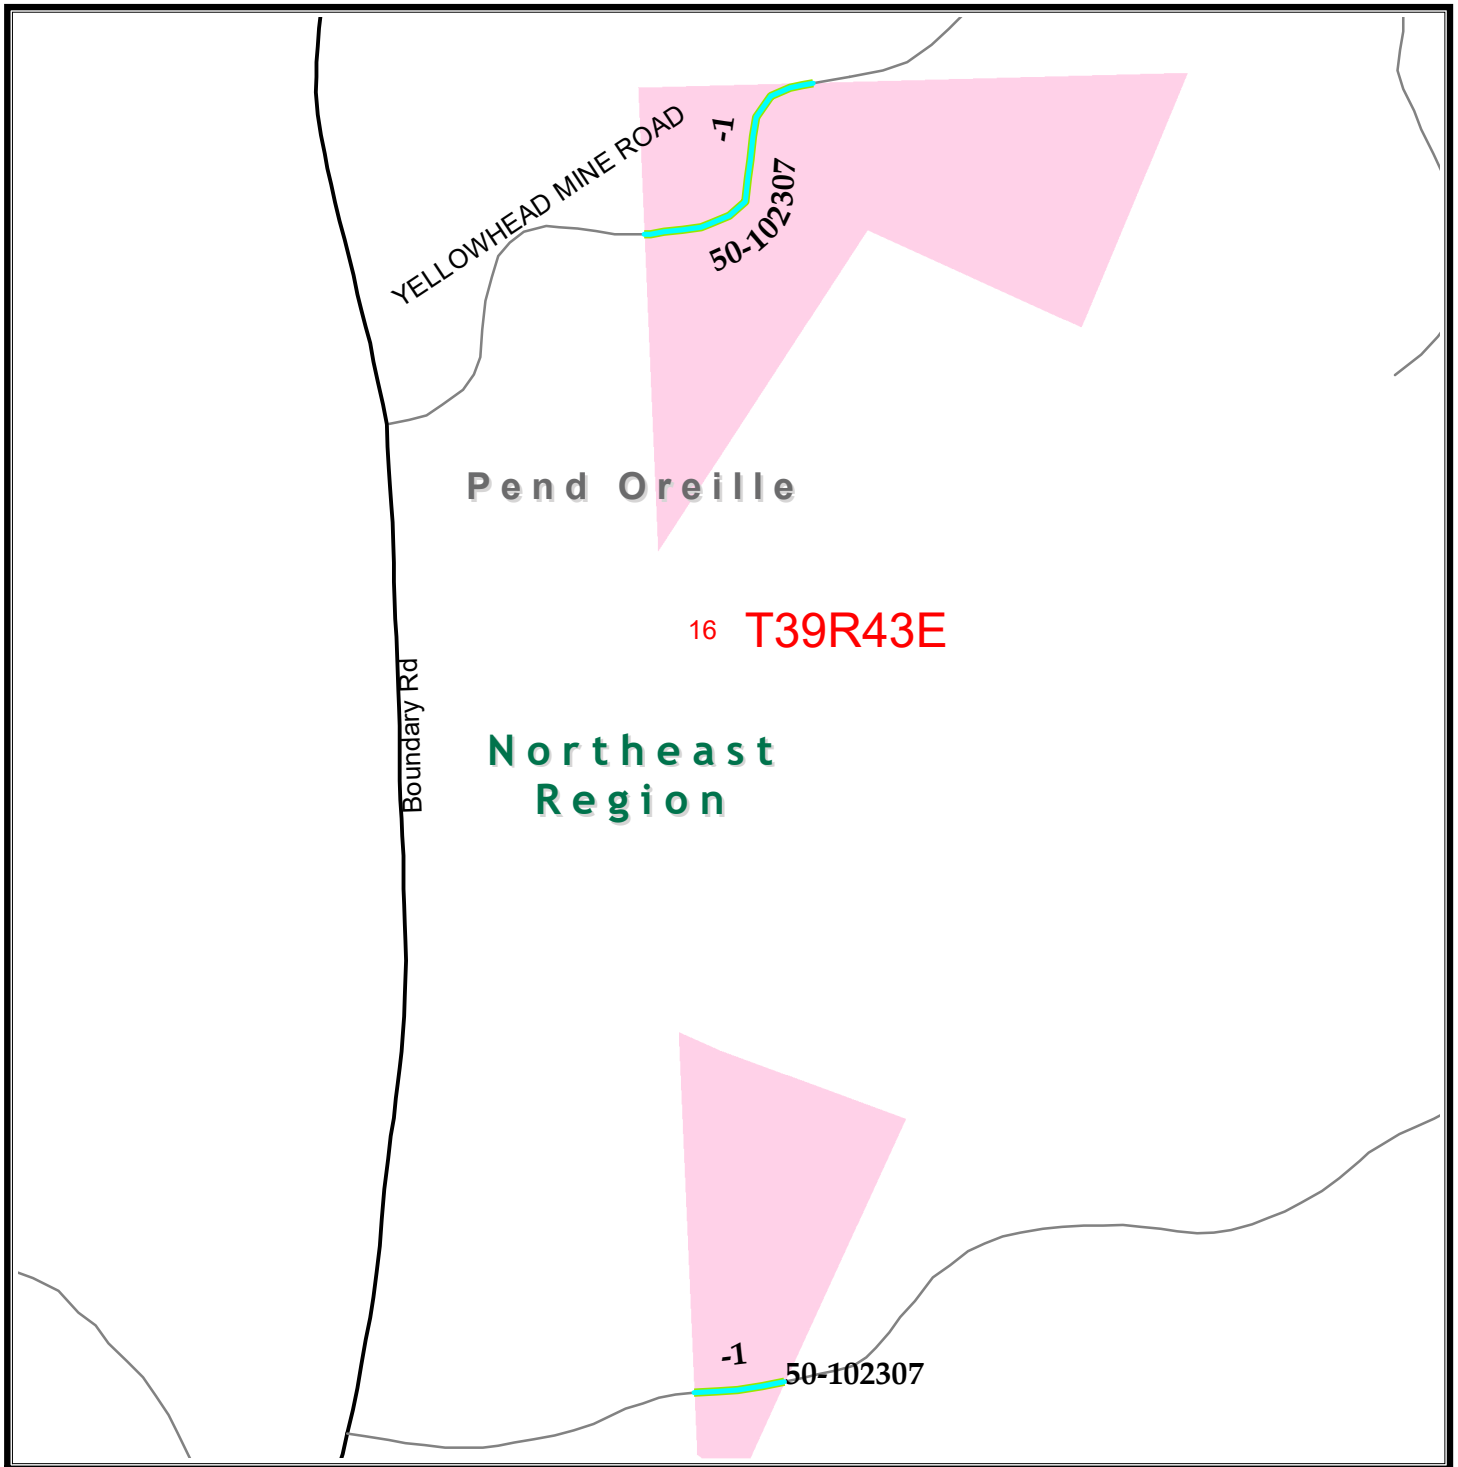 -1
YELLOWHEAD MINE ROAD
50-102307
Pend Oreille
16 T39R43E
Boundary Rd
Northeast
Region
-1
50-102307